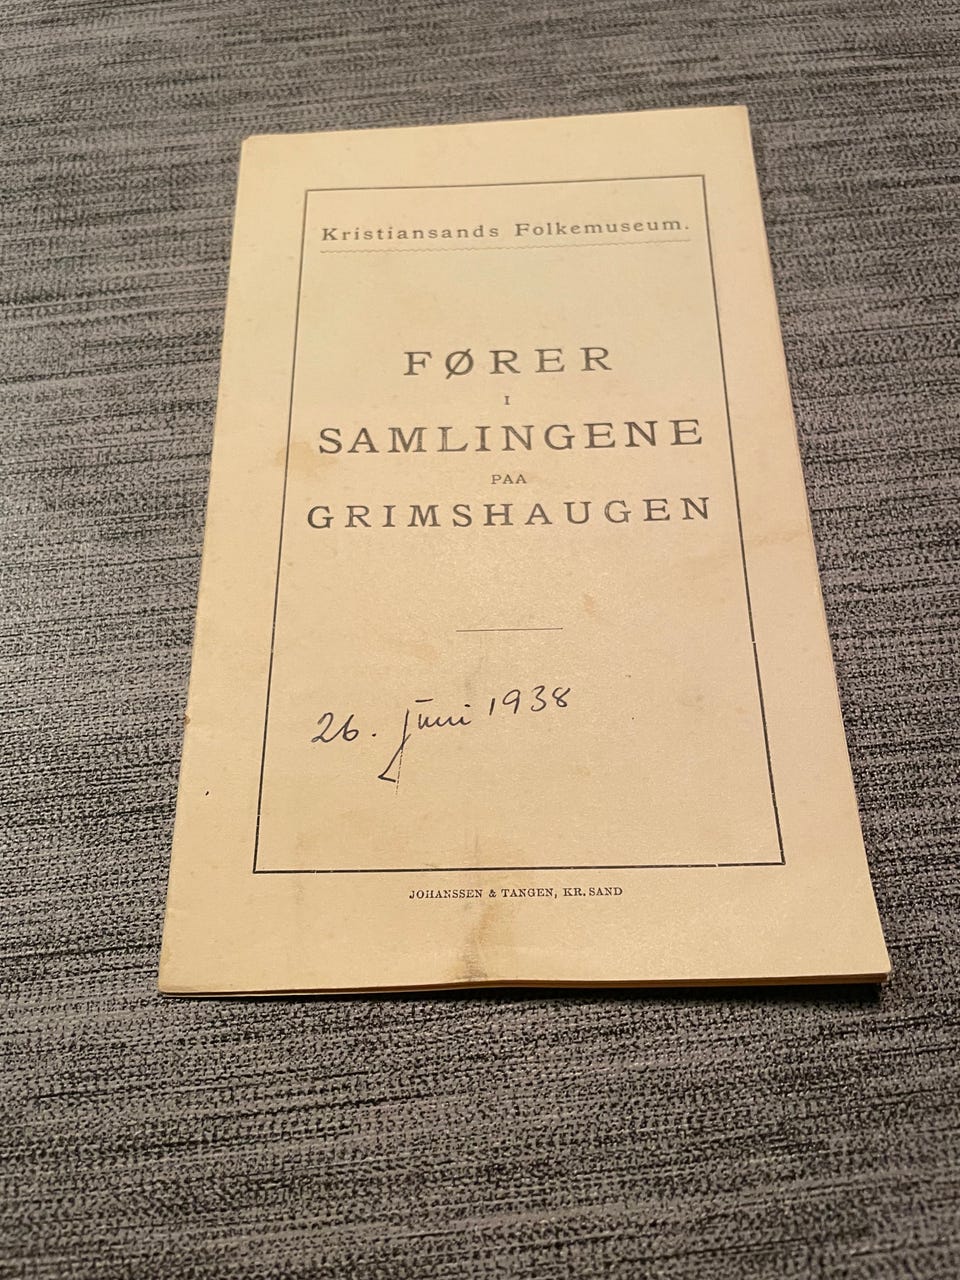 Kristiansands Folkemuseum.
FØRER
I
SAMLINGENE
PAA
GRIMSHAUGEN
26. juni 1938
JOHANSSEN & TANGEN, KR. SAND